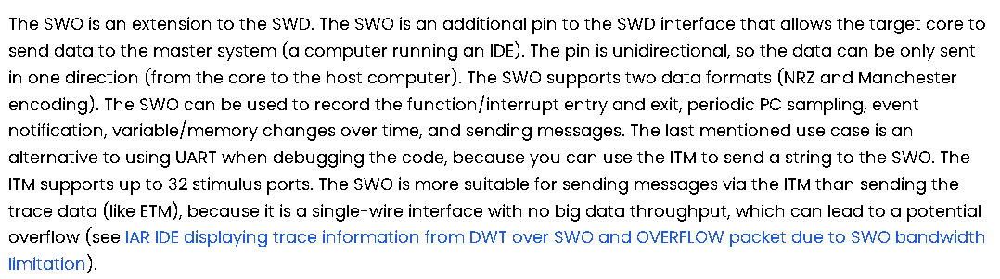 The SWO is an extension to the SWD. The SWO is an additional pin to the SWD interface that allows the target core to
send data to the master system (a computer running an IDE). The pin is unidirectional, so the data can be only sent
in one direction (from the core to the host computer). The SWO supports two data formats (NRZ and Manchester
encoding). The SWO can be used to record the function/interrupt entry and exit, periodic PC sampling, event
notification, variable/memory changes over time, and sending messages. The last mentioned use case is an
alternative to using UART when debugging the code, because you can use the ITM to send a string to the SWO. The
ITM supports up to 32 stimulus ports. The SWO is more suitable for sending messages via the ITM than sending the
trace data (like ETM), because it is a single-wire interface with no big data throughput, which can lead to a potential
overflow (see IAR IDE displaying trace information from DWT over SWO and OVERFLOW packet due to SWO bandwidth
limitation).